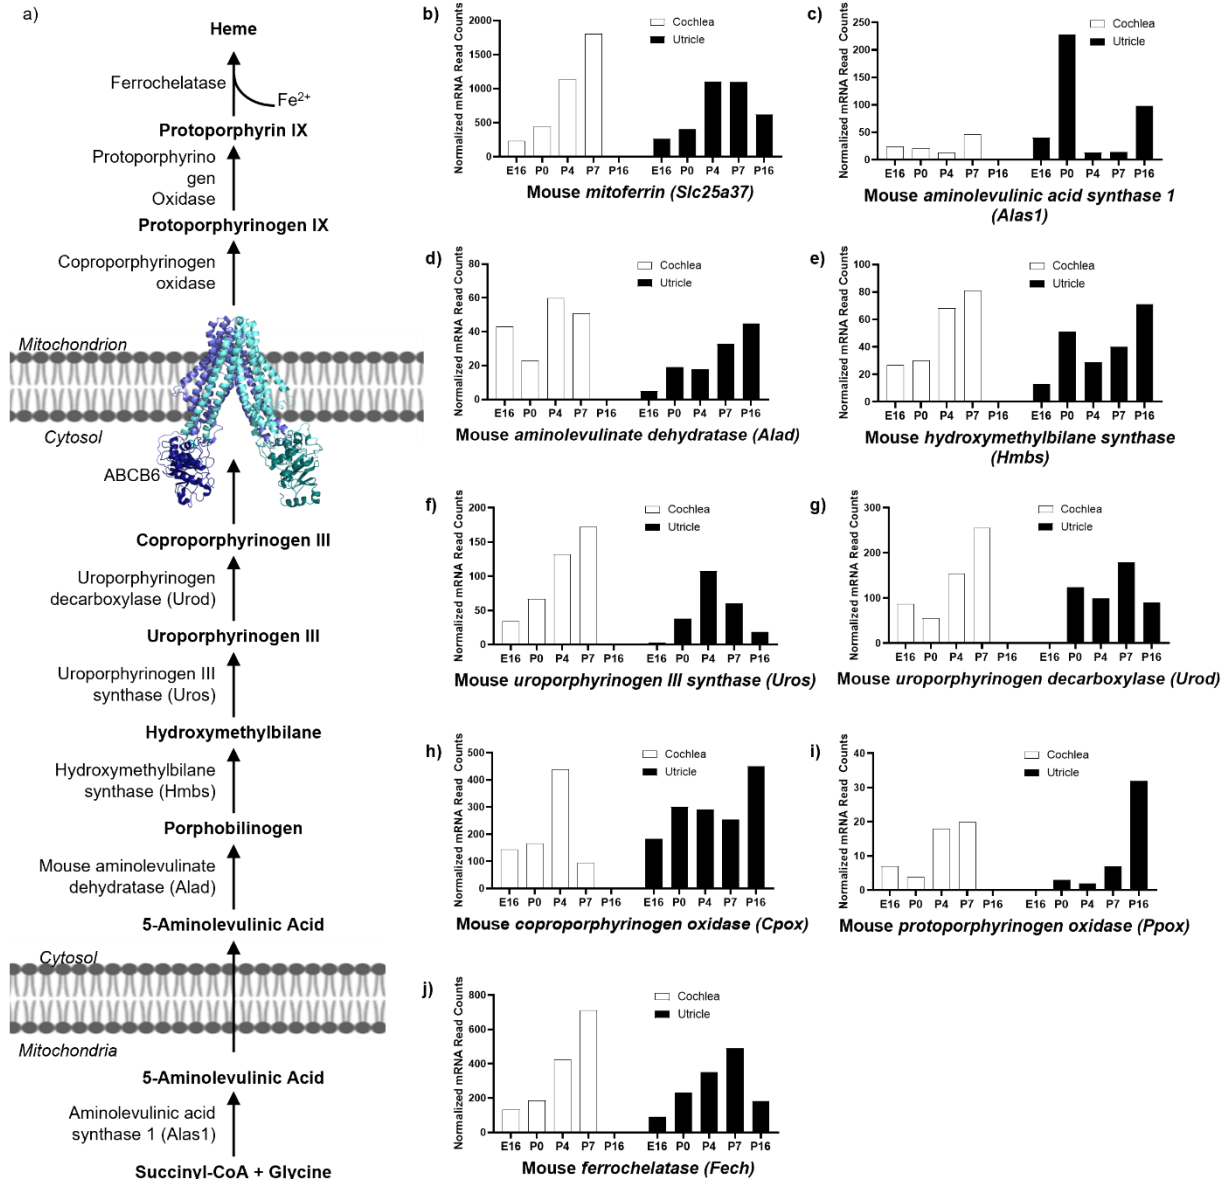 a)
Heme
Ferrochelatase
Fe2+
Protoporphyrin IX
Protoporphyrino
gen
Oxidase
Protoporphyrinogen IX
Coproporphyrinogen
oxidase
Mitochondrion
Cytosol
ABCB6
Coproporphyrinogen III
Uroporphyrinogen
decarboxylase (Urod)
Uroporphyrinogen III
Uroporphyrinogen III
synthase (Uros)
Hydroxymethylbilane
Hydroxymethylbilane
synthase (Hmbs)
Porphobilinogen
Mouse aminolevulinate
dehydratase (Alad)
5-Aminolevulinic Acid
Cytosol
Mitochondria
5-Aminolevulinic Acid
Aminolevulinic acid
synthase 1 (Alas1)
Succinyl-CoA + Glycine
b)
Normalized mRNA Read Counts
2000
1500
1000
500
0
Cochlea
Utricle
E16 P0 P4 P7 P16 E16 P0 P4 P7 P16
Mouse mitoferrin (Slc25a37)
c)
Normalized mRNA Read Counts
250
200
150
100
50
0
Cochlea
Utricle
E16 P0 P4 P7 P16 E16 P0 P4 P7 P16
Mouse aminolevulinic acid synthase 1
(Alas1)
d)
Normalized mRNA Read Counts
80
60
40
20
0
Cochlea
Utricle
E16 P0 P4 P7 P16 E16 P0 P4 P7 P16
Mouse aminolevulinate dehydratase (Alad)
e)
Normalized mRNA Read Counts
100
80
60
40
20
0
Cochlea
Utricle
E16 P0 P4 P7 P16 E16 P0 P4 P7 P16
Mouse hydroxymethylbilane synthase
(Hmbs)
f)
Normalized mRNA Read Counts
200
150
100
50
0
Cochlea
Utricle
E16 P0 P4 P7 P16 E16 P0 P4 P7 P16
Mouse uroporphyrinogen III synthase (Uros)
g)
Normalized mRNA Read Counts
300
200
100
0
Cochlea
Utricle
E16 P0 P4 P7 P16 E16 P0 P4 P7 P16
Mouse uroporphyrinogen decarboxylase (Urod)
h)
Normalized mRNA Read Counts
500
400
300
200
100
0
Cochlea
Utricle
E16 P0 P4 P7 P16 E16 P0 P4 P7 P16
Mouse coproporphyrinogen oxidase (Cpox)
i)
Normalized mRNA Read Counts
40
30
20
10
0
Cochlea
Utricle
E16 P0 P4 P7 P16 E16 P0 P4 P7 P16
Mouse protoporphyrinogen oxidase (Ppox)
j)
Normalized mRNA Read Counts
800
600
400
200
0
Cochlea
Utricle
E16 P0 P4 P7 P16 E16 P0 P4 P7 P16
Mouse ferrochelatase (Fech)